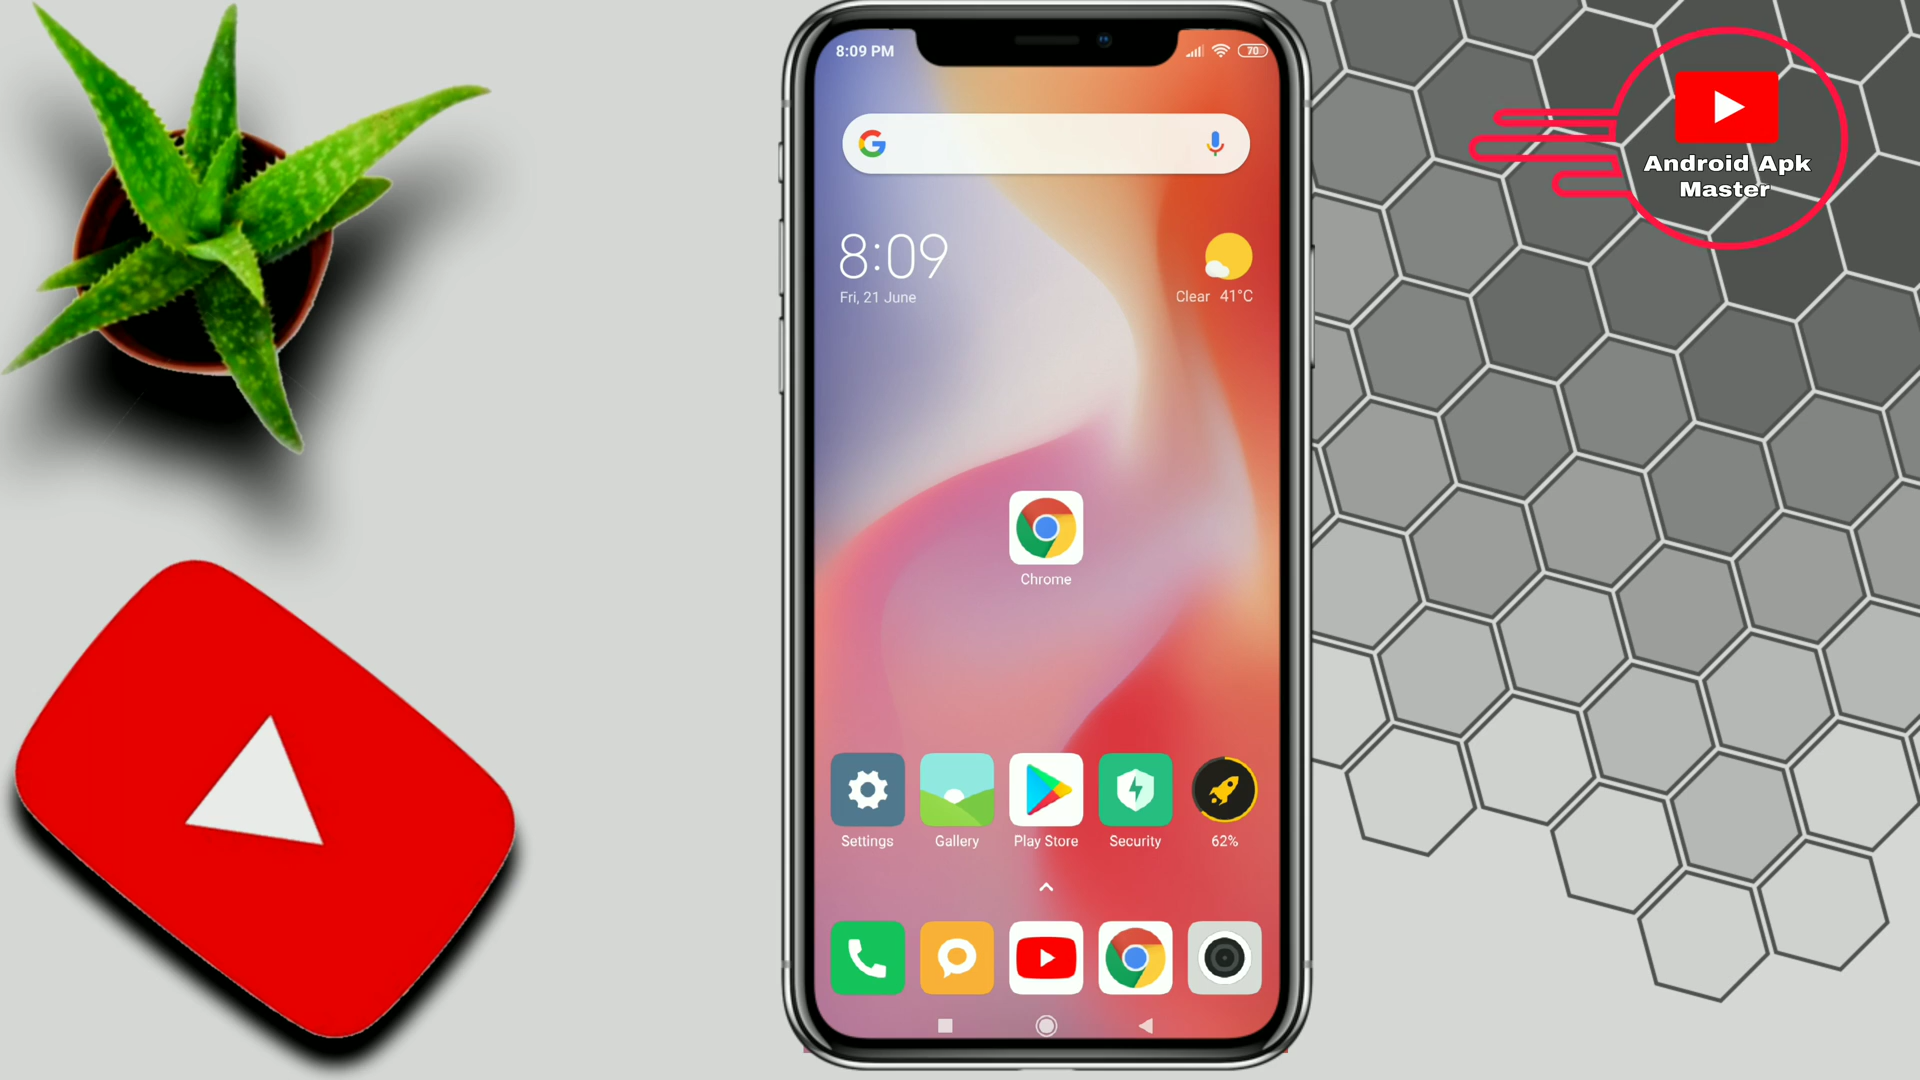 8:09 PM
70
8:09
Fri, 21 June
Clear 41°C
Chrome
Settings
Gallery
Play Store
Security
62%
Android Apk
Master